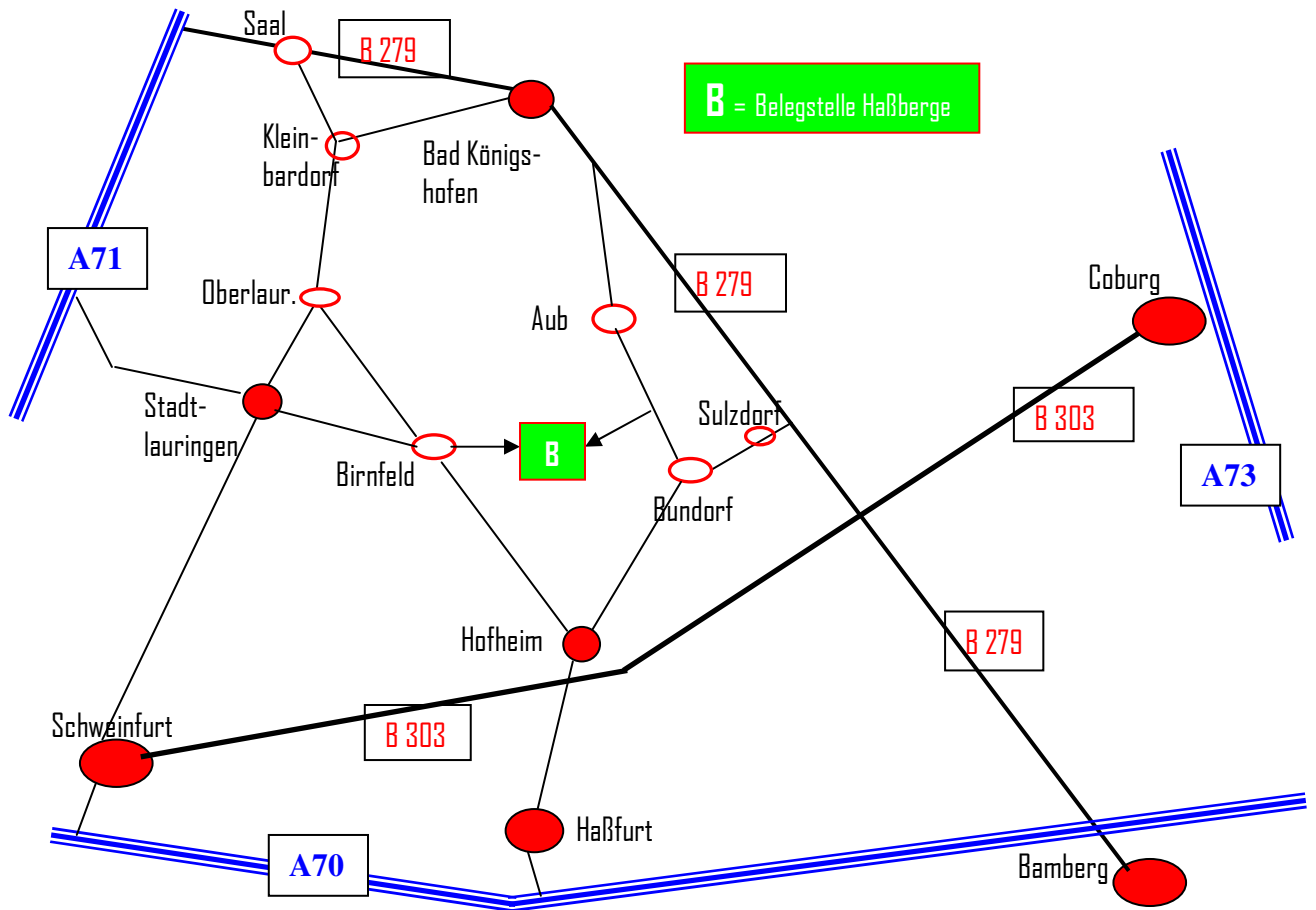 Saal
B 279
B = Belegstelle Haßberge
Klein-
bardorf
Bad Königs-
hofen
A71
Oberlaur.
Aub
B 279
Coburg
Stadt-
lauringen
Sulzdorf
B 303
Birnfeld
B
Bundorf
A73
Hofheim
B 279
Schweinfurt
B 303
Haßfurt
A70
Bamberg